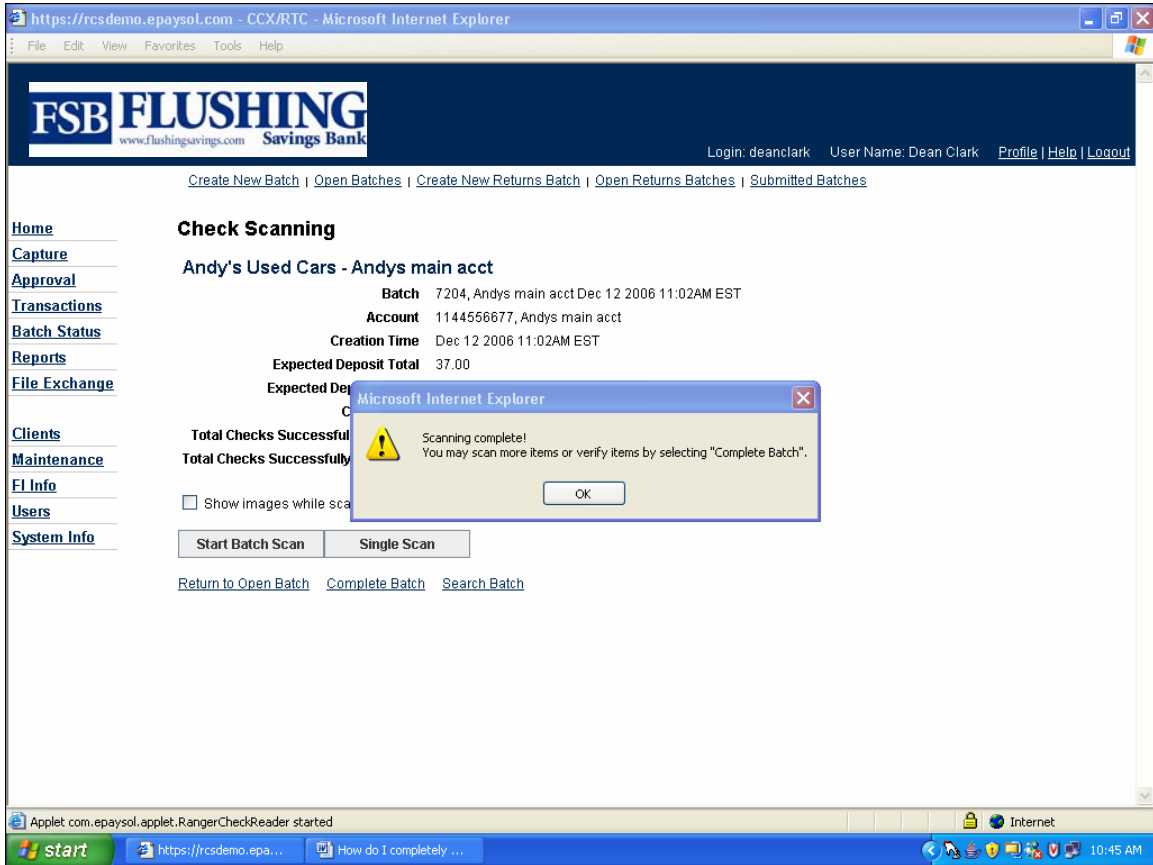 https://rcsdemo.epaysol.com - CCX/RTC - Microsoft Internet Explorer
File Edit View Favorites Tools Help
FSB FLUSHING
www.flushingsavings.com Savings Bank
Login: deanclark User Name: Dean Clark Profile | Help | Logout
Create New Batch | Open Batches | Create New Returns Batch | Open Returns Batches | Submitted Batches
Home
Capture
Approval
Transactions
Batch Status
Reports
File Exchange
Clients
Maintenance
FI Info
Users
System Info
Check Scanning
Andy's Used Cars - Andys main acct
Batch 7204, Andys main acct Dec 12 2006 11:02AM EST
Account 1144556677, Andys main acct
Creation Time Dec 12 2006 11:02AM EST
Expected Deposit Total 37.00
Expected Dep
C
Total Checks Successful
Total Checks Successfully
Show images while sca
Microsoft Internet Explorer
Scanning complete!
You may scan more items or verify items by selecting "Complete Batch".
OK
Start Batch Scan Single Scan
Return to Open Batch Complete Batch Search Batch
Applet com.epaysol.applet.RangerCheckReader started
Internet
start https://rcsdemo.epa... How do I completely ... 10:45 AM